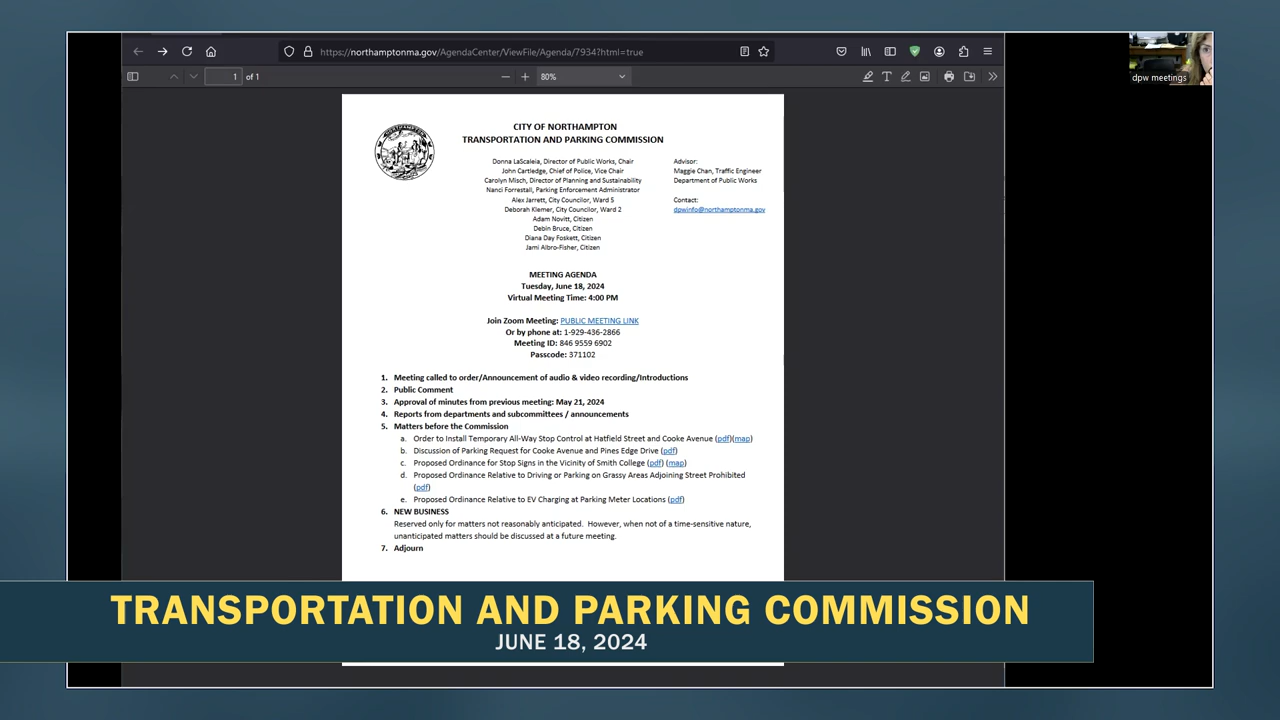 https://northamptonma.gov/AgendaCenter/ViewFile/Agenda/7934?html=true
1 of 1
80%
dpw meetings
CITY OF NORTHAMPTON
TRANSPORTATION AND PARKING COMMISSION
Donna LaScaleia, Director of Public Works, Chair
John Cartledge, Chief of Police, Vice Chair
Carolyn Misch, Director of Planning and Sustainability
Nanci Forrestall, Parking Enforcement Administrator
Alex Jarrett, City Councilor, Ward 5
Deborah Klemer, City Councilor, Ward 2
Adam Novitt, Citizen
Debin Bruce, Citizen
Diana Day Foskett, Citizen
Jami Albro-Fisher, Citizen
Advisor:
Maggie Chan, Traffic Engineer
Department of Public Works
Contact:
dpwinfo@northamptonma.gov
MEETING AGENDA
Tuesday, June 18, 2024
Virtual Meeting Time: 4:00 PM
Join Zoom Meeting: PUBLIC MEETING LINK
Or by phone at: 1-929-436-2866
Meeting ID: 846 9559 6902
Passcode: 371102
1. Meeting called to order/Announcement of audio & video recording/Introductions
2. Public Comment
3. Approval of minutes from previous meeting: May 21, 2024
4. Reports from departments and subcommittees / announcements
5. Matters before the Commission
a. Order to Install Temporary All-Way Stop Control at Hatfield Street and Cooke Avenue (pdf)(map)
b. Discussion of Parking Request for Cooke Avenue and Pines Edge Drive (pdf)
c. Proposed Ordinance for Stop Signs in the Vicinity of Smith College (pdf) (map)
d. Proposed Ordinance Relative to Driving or Parking on Grassy Areas Adjoining Street Prohibited
(pdf)
e. Proposed Ordinance Relative to EV Charging at Parking Meter Locations (pdf)
6. NEW BUSINESS
Reserved only for matters not reasonably anticipated. However, when not of a time-sensitive nature,
unanticipated matters should be discussed at a future meeting.
7. Adjourn
TRANSPORTATION AND PARKING COMMISSION
JUNE 18, 2024